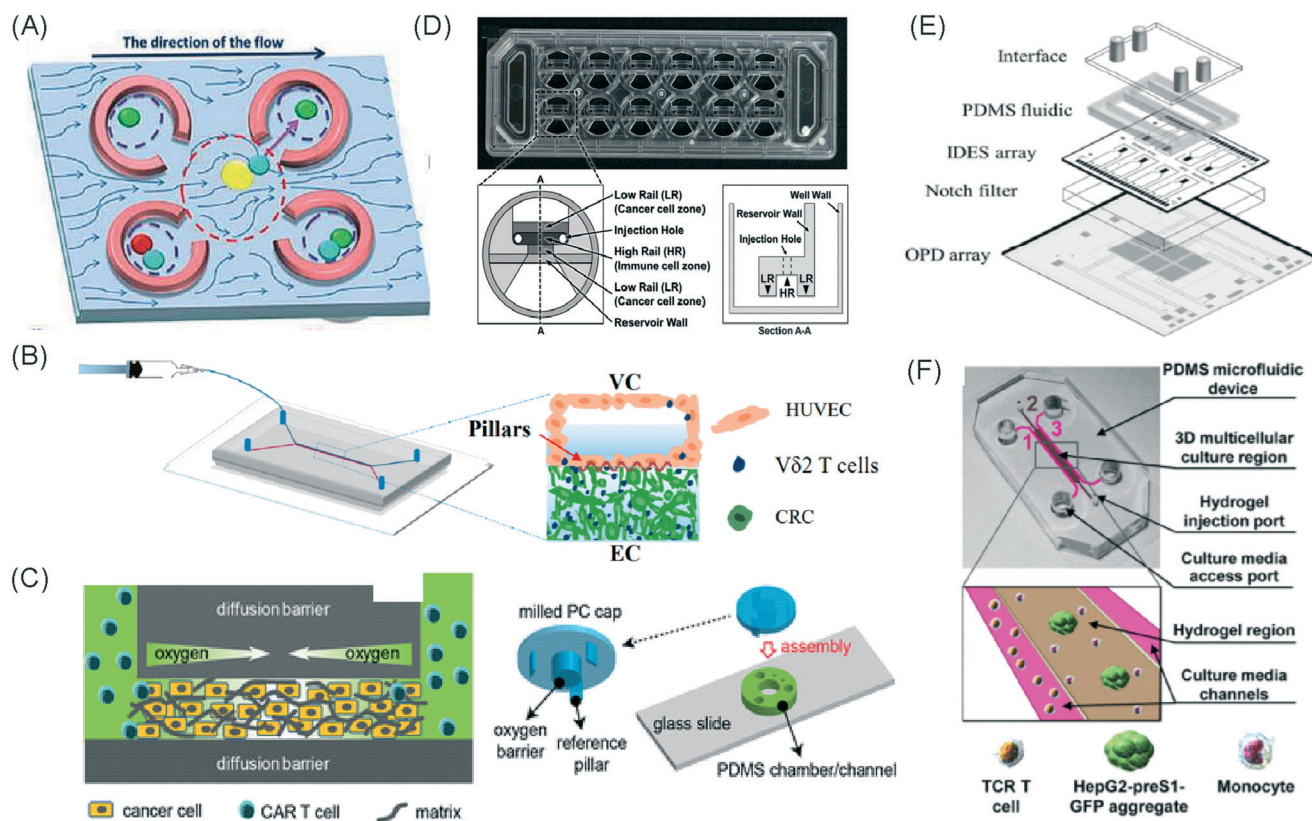 (A)
The direction of the flow
(B)
VC
Pillars
EC
HUVEC
Vδ2 T cells
CRC
(C)
diffusion barrier
oxygen
oxygen
diffusion barrier
cancer cell
CAR T cell
matrix
milled PC cap
oxygen
barrier
reference
pillar
assembly
glass slide
PDMS chamber/channel
(D)
A
Low Rail (LR)
(Cancer cell zone)
Injection Hole
High Rail (HR)
(Immune cell zone)
Low Rail (LR)
(Cancer cell zone)
Reservoir Wall
A
Well Wall
Reservoir Wall
Injection Hole
LR
HR
LR
Section A-A
(E)
Interface
PDMS fluidic
IDES array
Notch filter
OPD array
(F)
2
3
1
PDMS microfluidic
device
3D multicellular
culture region
Hydrogel
injection port
Culture media
access port
Hydrogel region
Culture media
channels
TCR T
cell
HepG2-preS1-
GFP aggregate
Monocyte